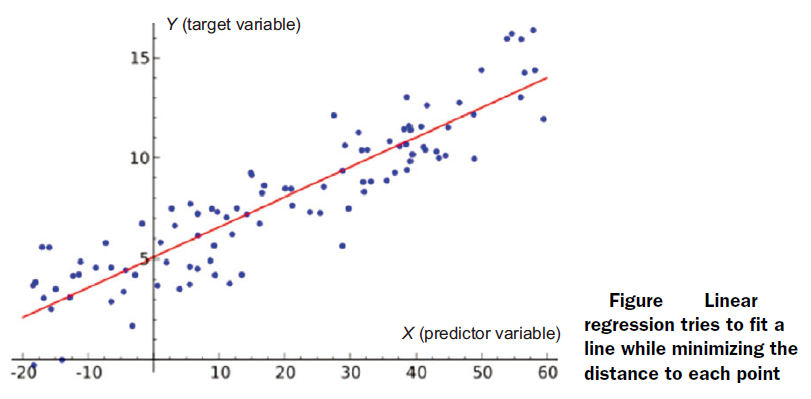 Y (target variable)
15
10
5
X (predictor variable)
-20 -10 10 20 30 40 50 60
Figure Linear
regression tries to fit a
line while minimizing the
distance to each point